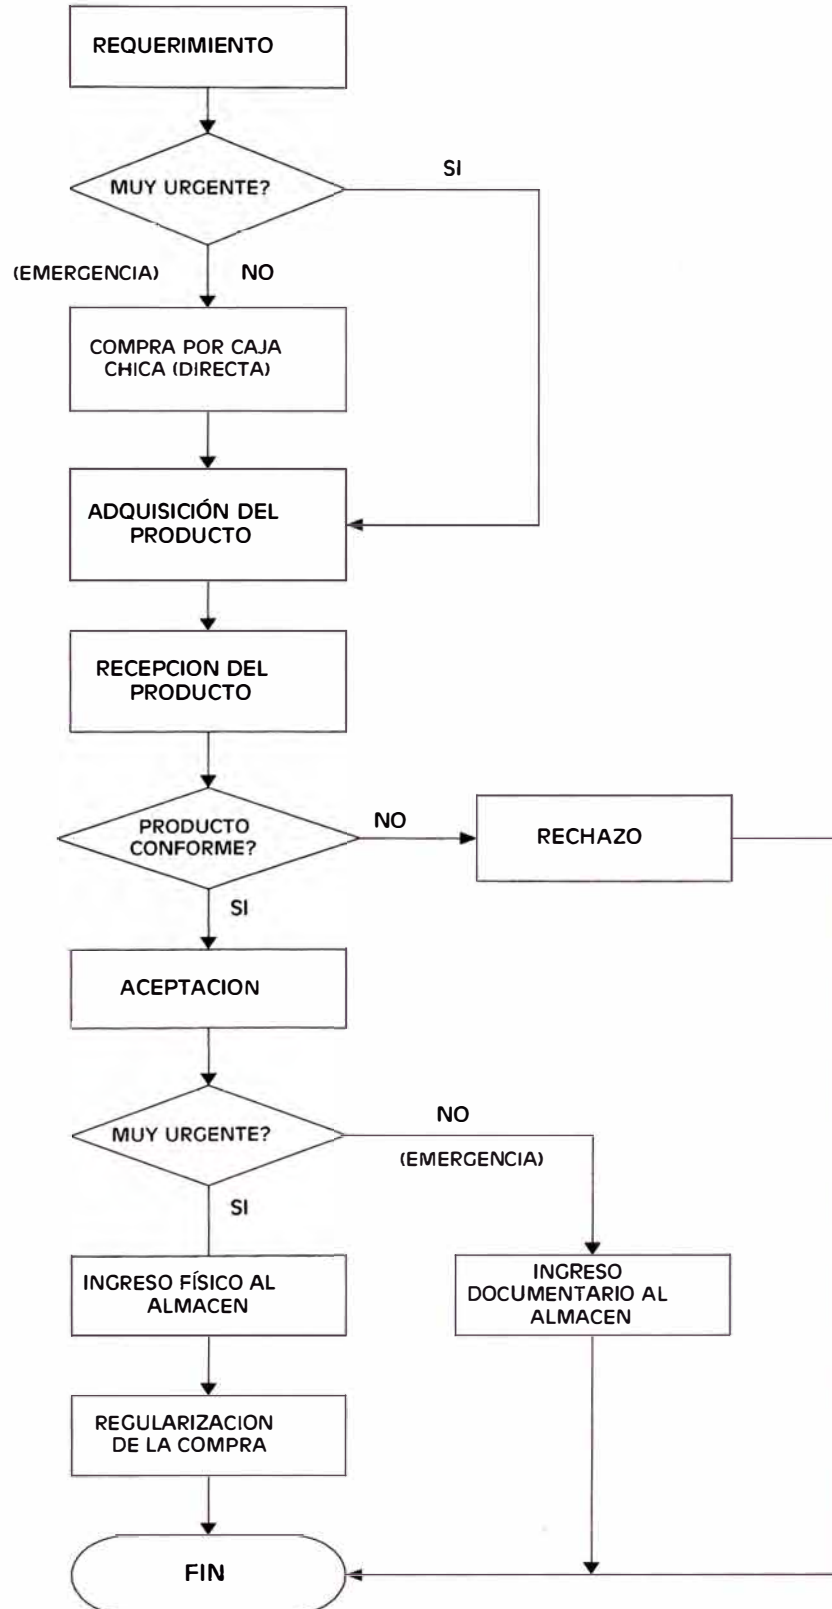 REQUERIMIENTO
MUY URGENTE?
SI
(EMERGENCIA)
NO
COMPRA POR CAJA
CHICA (DIRECTA)
ADQUISICIÓN DEL
PRODUCTO
RECEPCION DEL
PRODUCTO
PRODUCTO
CONFORME?
NO
RECHAZO
SI
ACEPTACION
MUY URGENTE?
NO
(EMERGENCIA)
SI
INGRESO FÍSICO AL
ALMACEN
INGRESO
DOCUMENTARIO AL
ALMACEN
REGULARIZACION
DE LA COMPRA
FIN